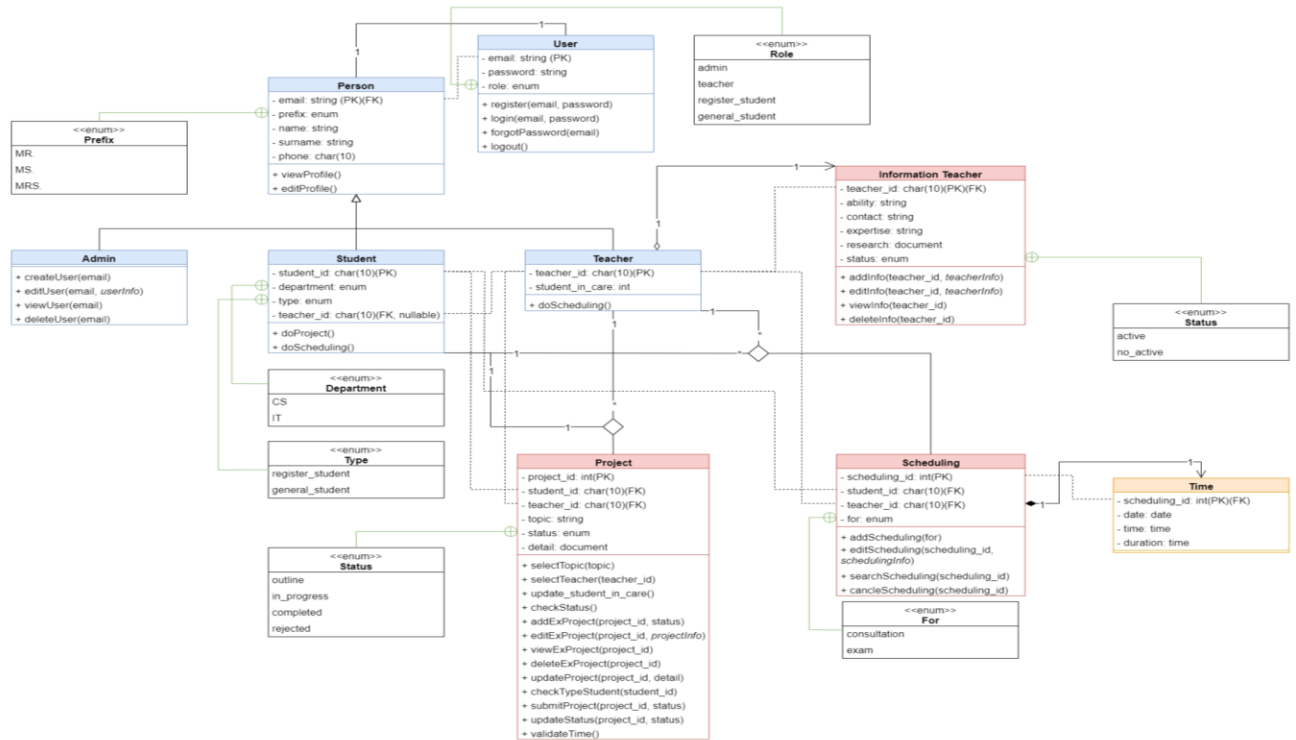 User
- email: string (PK)
- password: string
- role: enum
+ register(email, password)
+ login(email, password)
+ forgotPassword(email)
+ logout()
<<enum>>
Role
admin
teacher
register_student
general_student
Person
- email: string (PK)(FK)
- prefix: enum
- name: string
- surname: string
- phone: char(10)
+ viewProfile()
+ editProfile()
<<enum>>
Prefix
MR.
MS.
MRS.
Information Teacher
- teacher_id: char(10)(PK)(FK)
- ability: string
- contact: string
- expertise: string
- research: document
- status: enum
+ addInfo(teacher_id, teacherInfo)
+ editInfo(teacher_id, teacherInfo)
+ viewInfo(teacher_id)
+ deleteInfo(teacher_id)
Admin
+ createUser(email)
+ editUser(email, userInfo)
+ viewUser(email)
+ deleteUser(email)
Student
- student_id: char(10)(PK)
- department: enum
- type: enum
- teacher_id: char(10)(FK, nullable)
+ doProject()
+ doScheduling()
Teacher
- teacher_id: char(10)(PK)
- student_in_care: int
+ doScheduling()
<<enum>>
Status
active
no_active
<<enum>>
Department
CS
IT
<<enum>>
Type
register_student
general_student
Project
- project_id: int(PK)
- student_id: char(10)(FK)
- teacher_id: char(10)(FK)
- topic: string
- status: enum
- detail: document
+ selectTopic(topic)
+ selectTeacher(teacher_id)
+ update_student_in_care()
+ checkStatus()
+ addExProject(project_id, status)
+ editExProject(project_id, projectInfo)
+ viewExProject(project_id)
+ deleteExProject(project_id)
+ updateProject(project_id, detail)
+ checkTypeStudent(student_id)
+ submitProject(project_id, status)
+ updateStatus(project_id, status)
+ validateTime()
Scheduling
- scheduling_id: int(PK)
- student_id: char(10)(FK)
- teacher_id: char(10)(FK)
- for: enum
+ addScheduling(for)
+ editScheduling(scheduling_id,
schedulingInfo)
+ searchScheduling(scheduling_id)
+ cancleScheduling(scheduling_id)
Time
- scheduling_id: int(PK)(FK)
- date: date
- time: time
- duration: time
<<enum>>
Status
outline
in_progress
completed
rejected
<<enum>>
For
consultation
exam
1
1
1
1
1
1
1
1
1
1
1
*
*
*